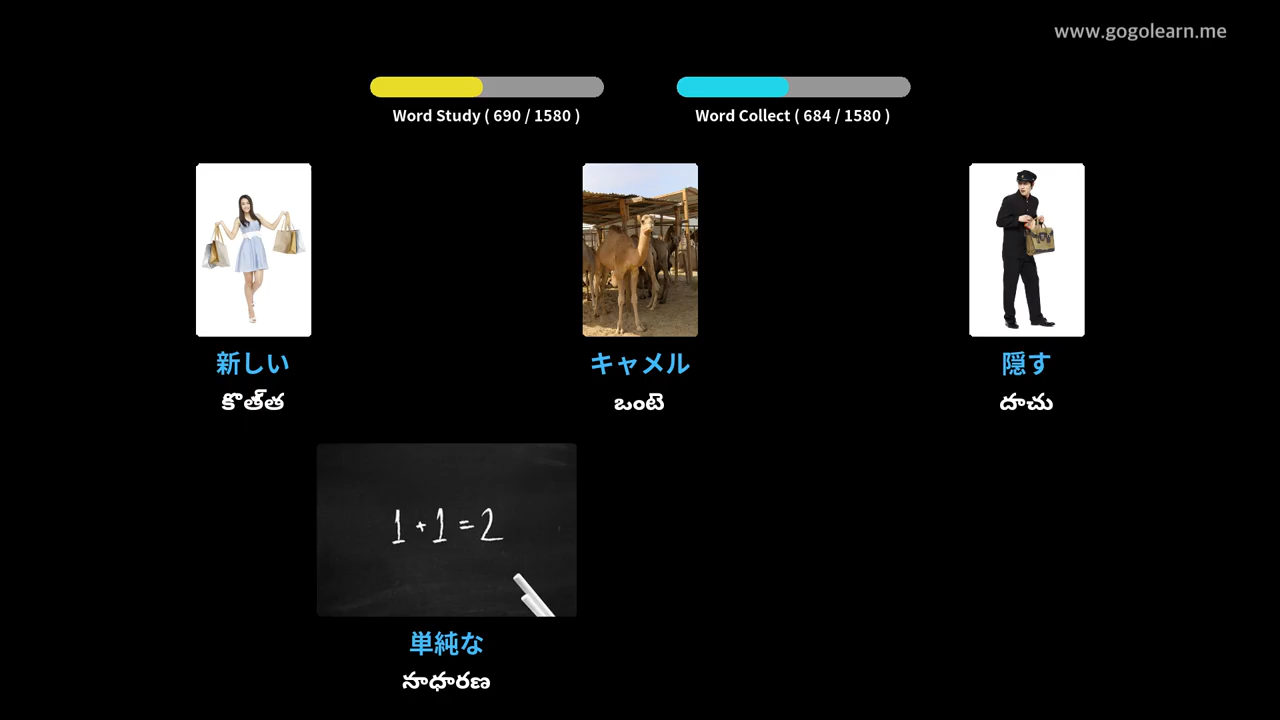 www.gogolearn.me
Word Study ( 690 / 1580 )
Word Collect ( 684 / 1580 )
新しい
キャメル
隠す
కొత్త
ఒంటె
దాచు
1 + 1 = 2
単純な
సాధారణ